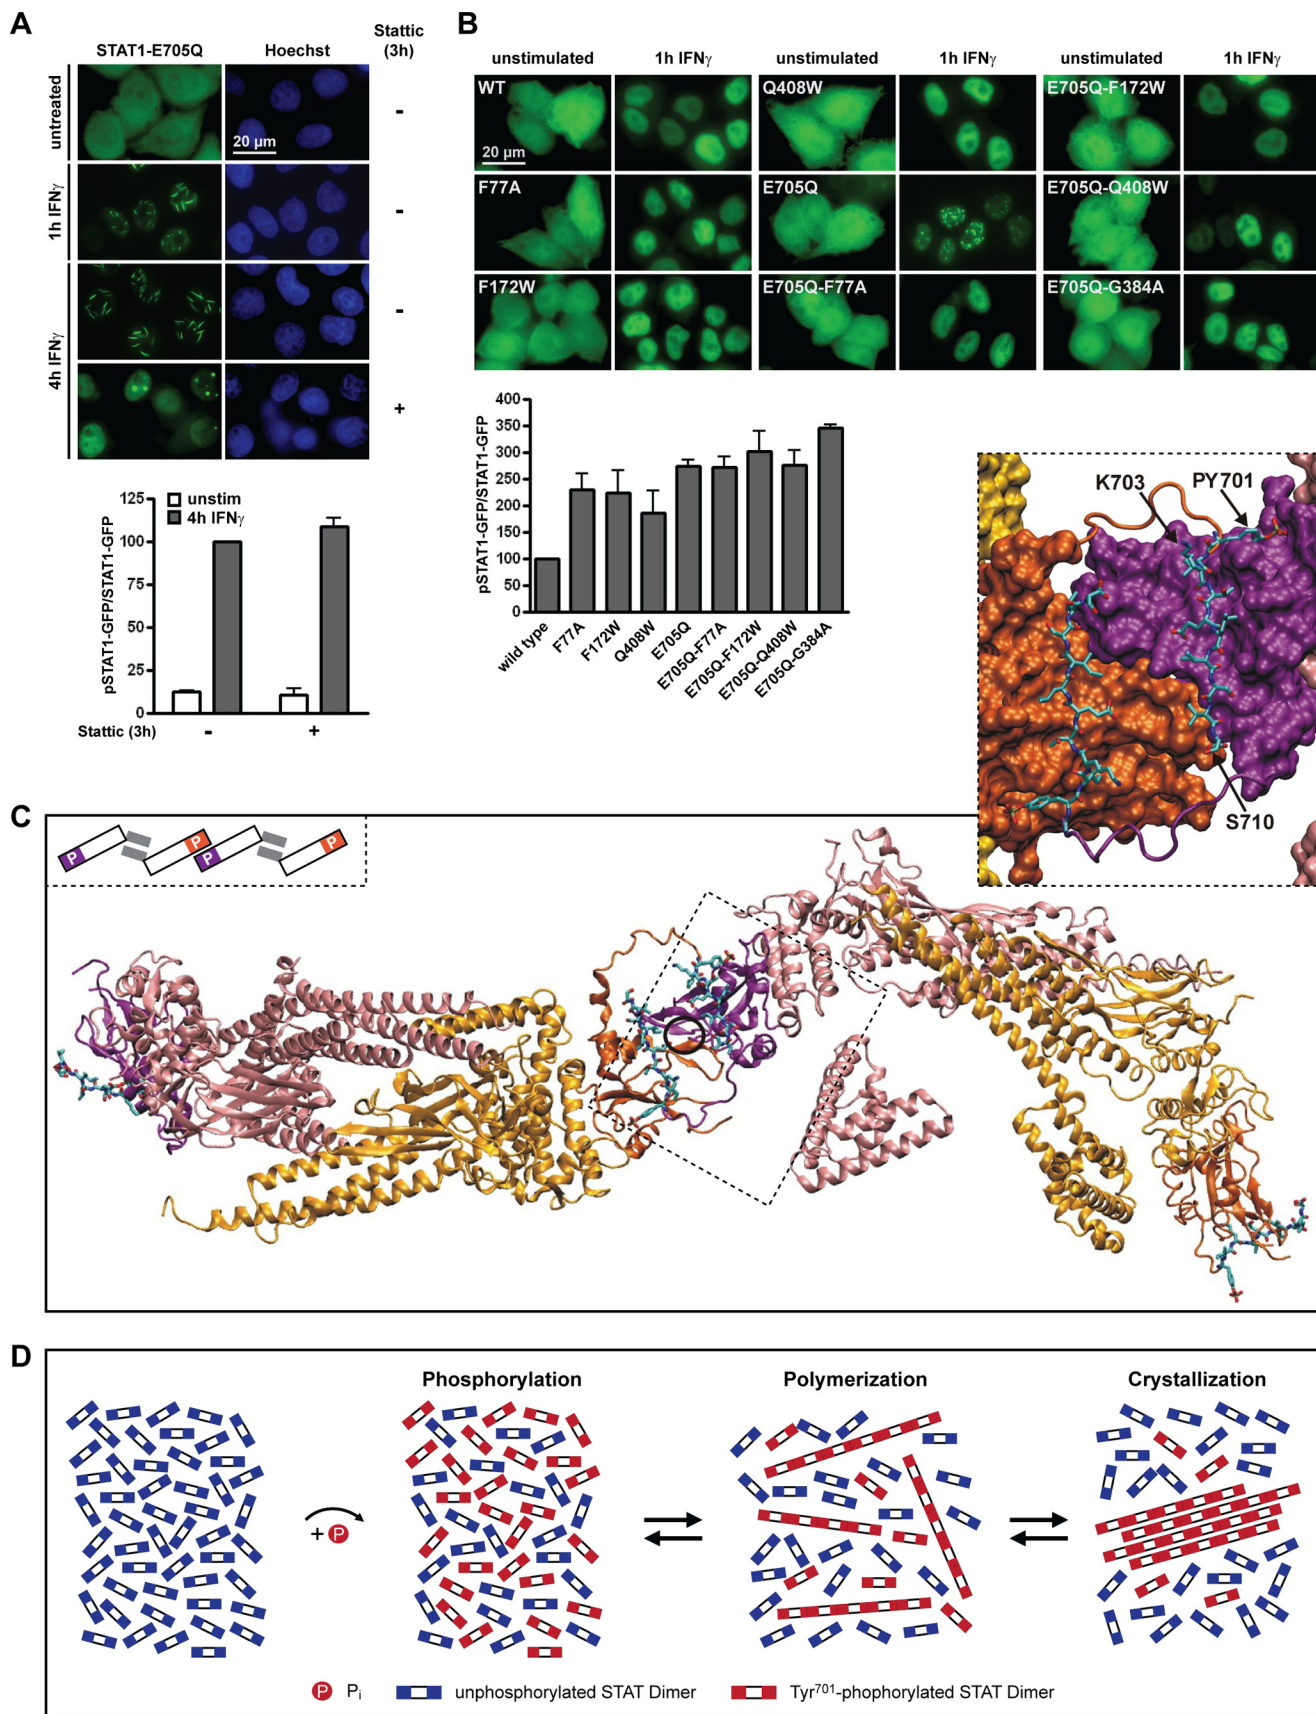 A
STAT1-E705Q
Hoechst
Stattic
(3h)
untreated
20 µm
-
1h IFNγ
-
4h IFNγ
-
+
pSTAT1-GFP/STAT1-GFP
125
100
75
50
25
0
unstim
4h IFNγ
Stattic (3h)
-
+
B
unstimulated
1h IFNγ
unstimulated
1h IFNγ
unstimulated
1h IFNγ
WT
Q408W
E705Q-F172W
20 µm
F77A
E705Q
E705Q-Q408W
F172W
E705Q-F77A
E705Q-G384A
pSTAT1-GFP/STAT1-GFP
400
350
300
250
200
150
100
50
0
wild type
F77A
F172W
Q408W
E705Q
E705Q-F77A
E705Q-F172W
E705Q-Q408W
E705Q-G384A
K703
PY701
S710
C
P
P
P
P
D
Phosphorylation
Polymerization
Crystallization
+ P
P Pi
unphosphorylated STAT Dimer
Tyr701-phophorylated STAT Dimer